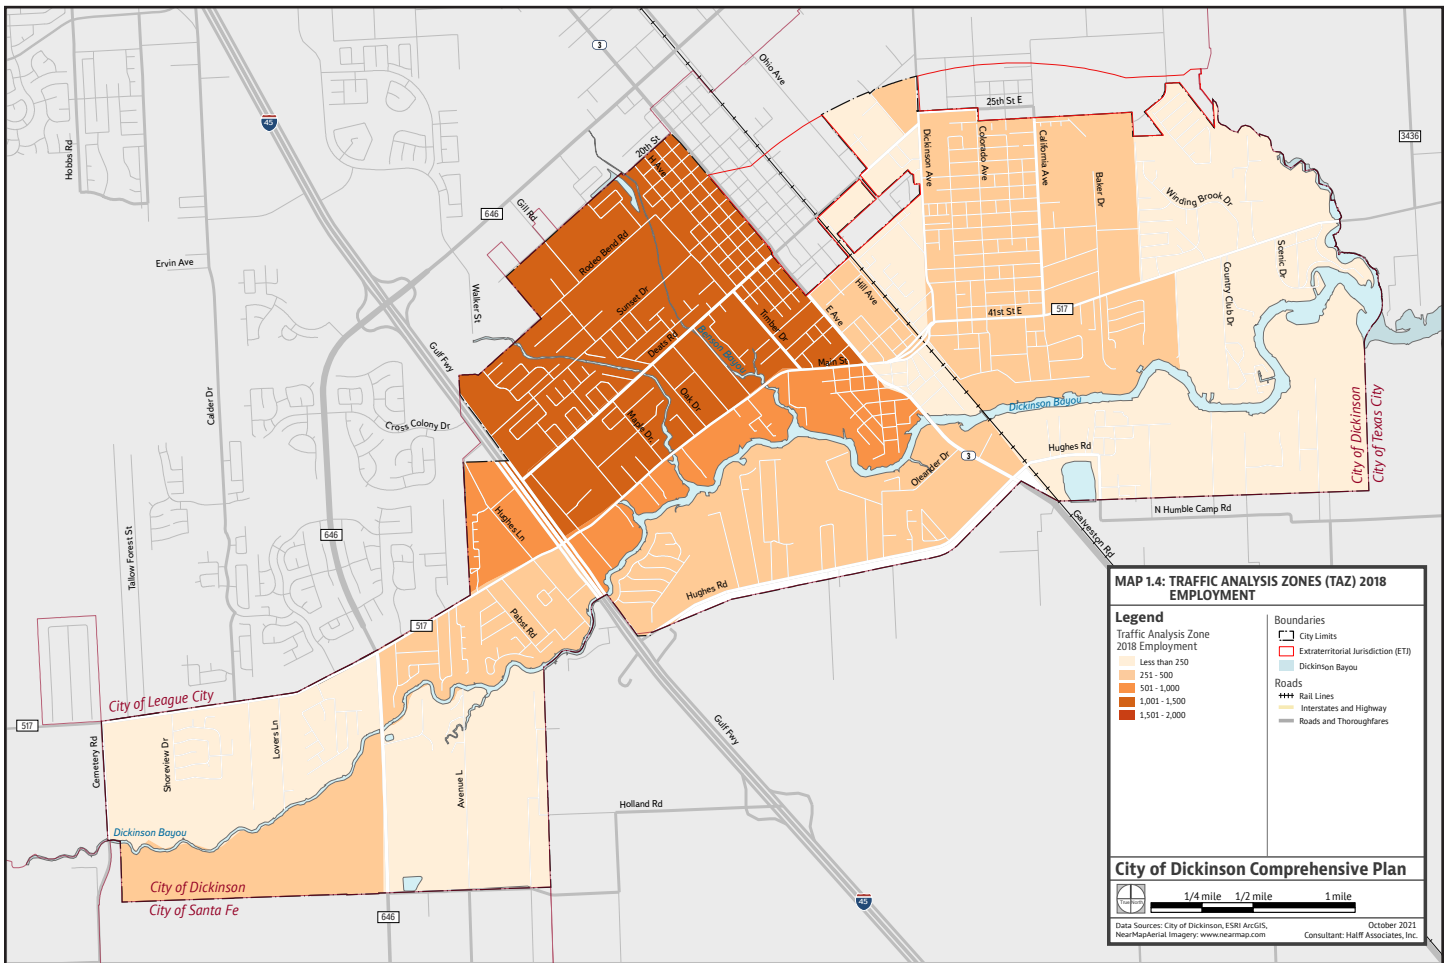 3
Ohio Ave
45
Hobbs Rd
25th St E
3436
Dickinson Ave
Colorado Ave
California Ave
Baker Dr
Winding Brook Dr
20th St
H Ave
646
Gill Rd
Rodeo Bend Rd
Ervin Ave
Scenic Dr
Country Club Dr
Walker St
Sunset Dr
Hill Ave
E Ave
41st St E
517
Timber Dr
Benson Bayou
Deats Rd
Gulf Fwy
Main St
Oak Dr
Maple Dr
Calder Dr
Cross Colony Dr
Dickinson Bayou
City of Dickinson
City of Texas City
Hughes Rd
Oleander Dr
3
N Humble Camp Rd
Hughes Ln
Galveston Rd
646
Tallow Forest St
Hughes Rd
Pabst Rd
517
City of League City
517
Cemetery Rd
Shoreview Dr
Lovers Ln
Gulf Fwy
Avenue L
Holland Rd
Dickinson Bayou
City of Dickinson
City of Santa Fe
646
45
MAP 1.4: TRAFFIC ANALYSIS ZONES (TAZ) 2018
EMPLOYMENT
Legend
Traffic Analysis Zone
2018 Employment
Less than 250
251 - 500
501 - 1,000
1,001 - 1,500
1,501 - 2,000
Boundaries
City Limits
Extraterritorial Jurisdiction (ETJ)
Dickinson Bayou
Roads
Rail Lines
Interstates and Highway
Roads and Thoroughfares
City of Dickinson Comprehensive Plan
True North
1/4 mile 1/2 mile 1 mile
Data Sources: City of Dickinson, ESRI ArcGIS,
NearMapAerial Imagery: www.nearmap.com
October 2021
Consultant: Halff Associates, Inc.